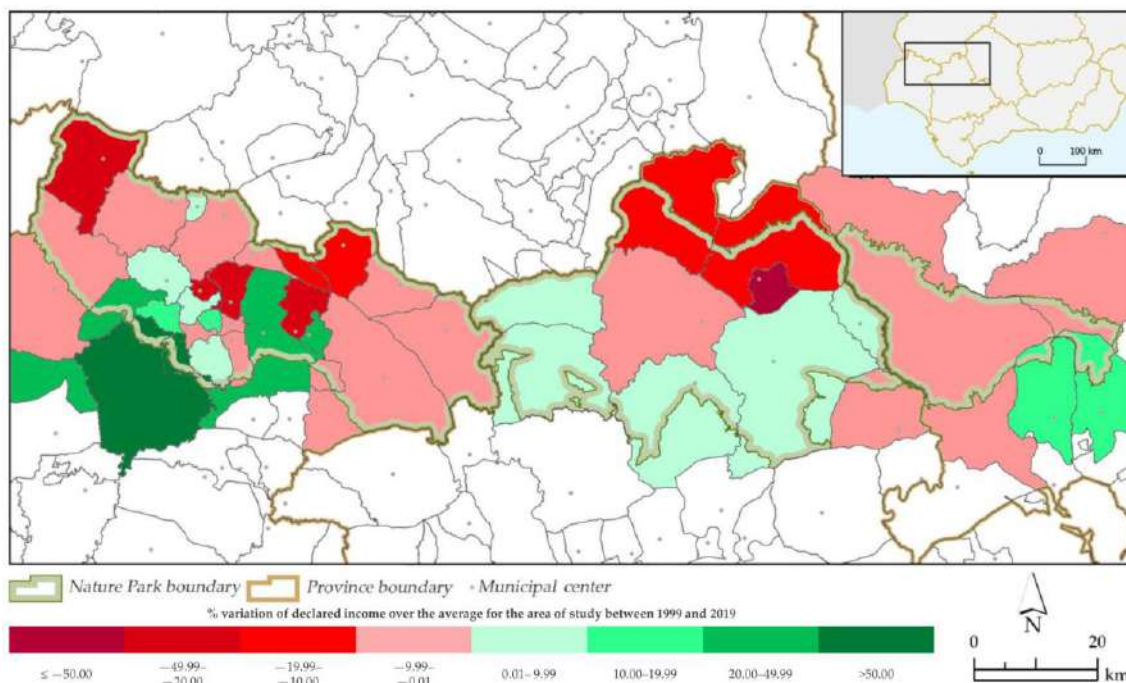 0 100 km
Nature Park boundary Province boundary Municipal center
% variation of declared income over the average for the area of study between 1999 and 2019
≤ −50.00 −49.99– −20.00 −19.99– −10.00 −9.99– −0.01 0.01– 9.99 10.00–19.99 20.00–49.99 >50.00
N
0 20
km